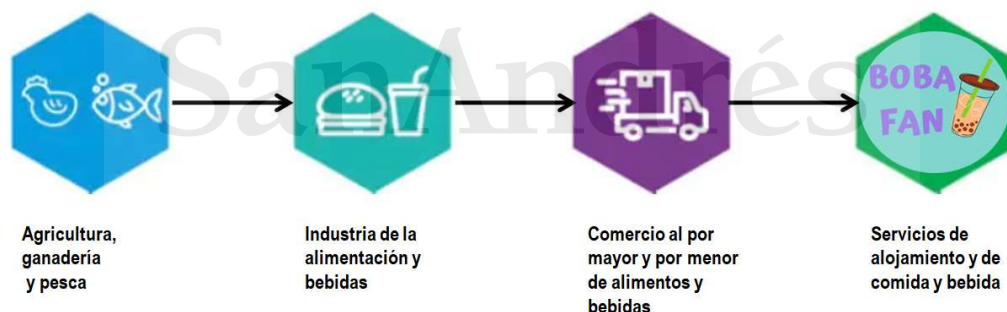 SanAndrés
BOBA
FAN
Agricultura,
ganadería
y pesca
Industria de la
alimentación y
bebidas
Comercio al por
mayor y por menor
de alimentos y
bebidas
Servicios de
alojamiento y de
comida y bebida